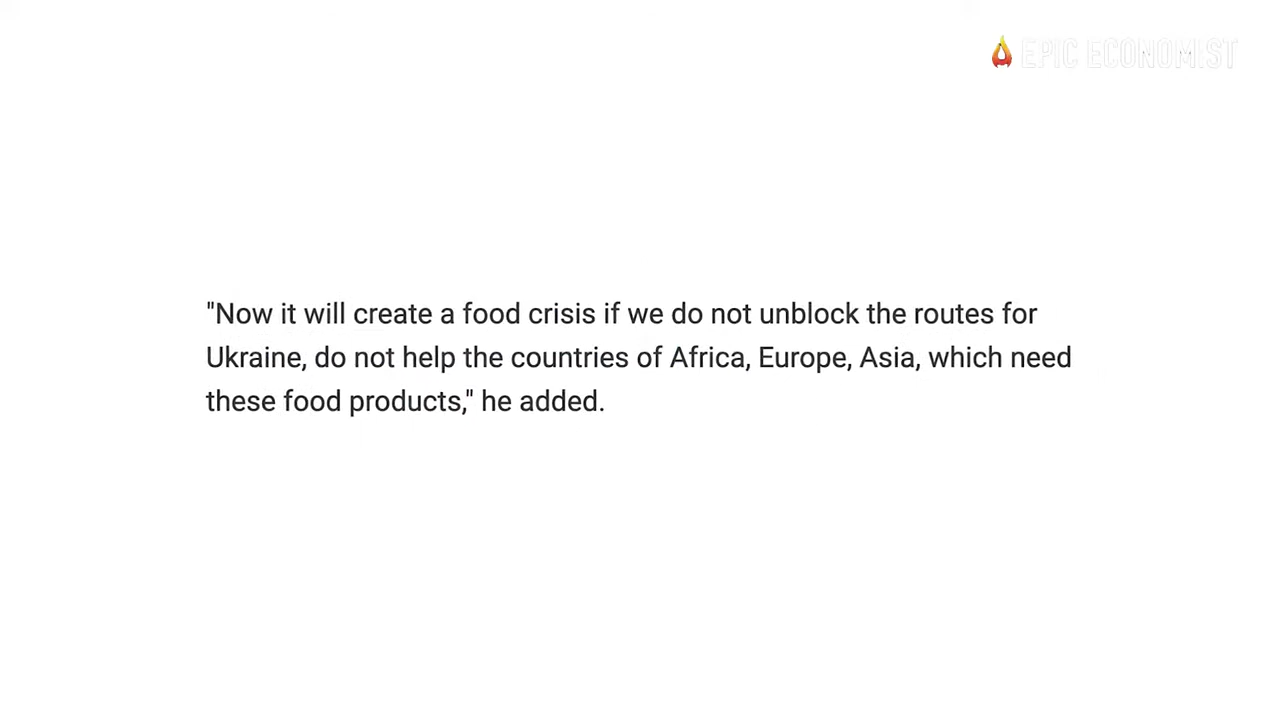 EPIC ECONOMIST
"Now it will create a food crisis if we do not unblock the routes for
Ukraine, do not help the countries of Africa, Europe, Asia, which need
these food products," he added.